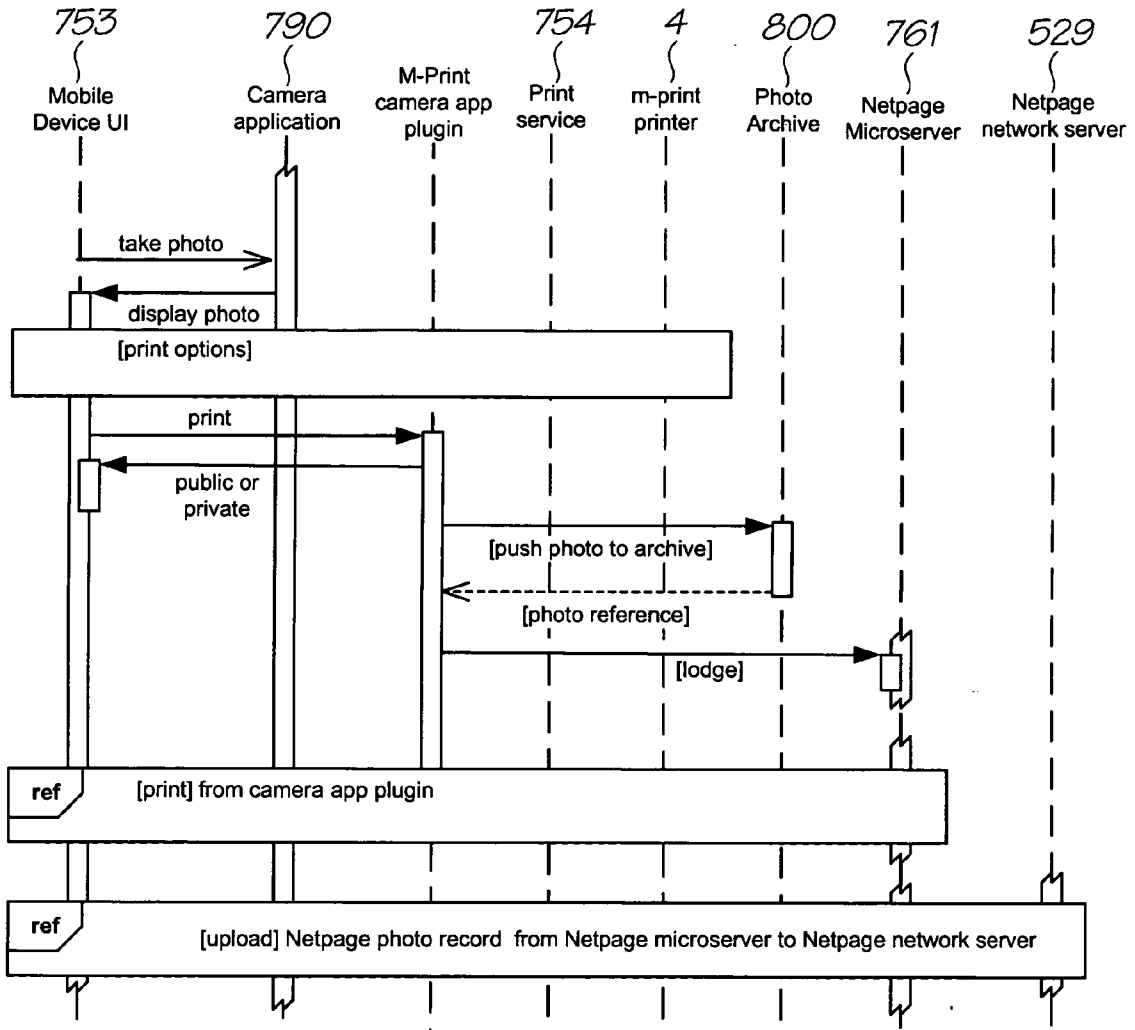 753
790
754
4
800
761
529
Mobile
Device UI
Camera
application
M-Print
camera app
plugin
Print
service
m-print
printer
Photo
Archive
Netpage
Microserver
Netpage
network server
take photo
display photo
[print options]
print
public or
private
[push photo to archive]
[photo reference]
[lodge]
ref
[print] from camera app plugin
ref
[upload] Netpage photo record from Netpage microserver to Netpage network server